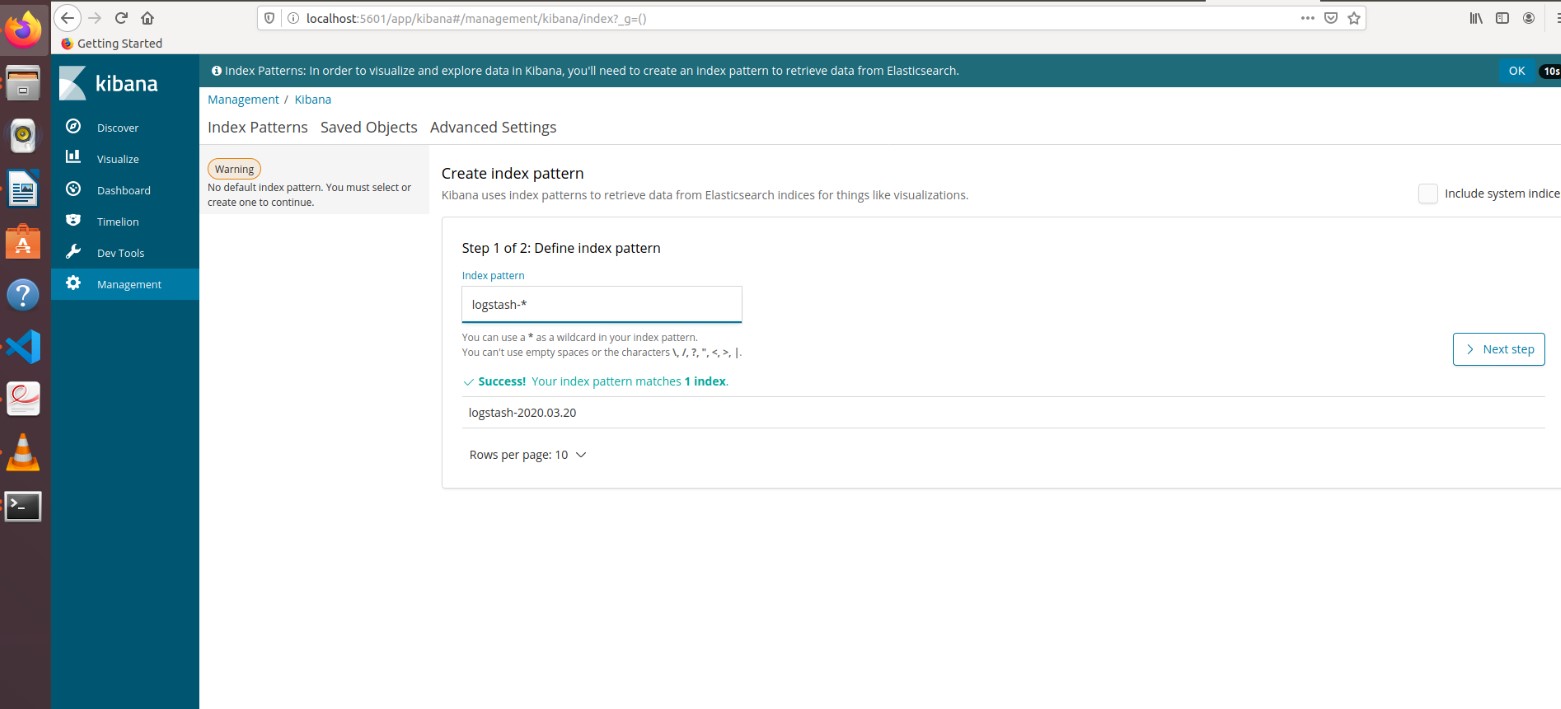 localhost:5601/app/kibana#/management/kibana/index?_g=()
Getting Started
kibana
Index Patterns: In order to visualize and explore data in Kibana, you'll need to create an index pattern to retrieve data from Elasticsearch.
OK
10s
Management / Kibana
Discover
Visualize
Dashboard
Timelion
Dev Tools
Management
Index Patterns Saved Objects Advanced Settings
Warning
No default index pattern. You must select or
create one to continue.
Create index pattern
Kibana uses index patterns to retrieve data from Elasticsearch indices for things like visualizations.
Include system indice
Step 1 of 2: Define index pattern
Index pattern
logstash-*
You can use a * as a wildcard in your index pattern.
You can't use empty spaces or the characters \, /, ?, ", <, >, |.
Next step
Success! Your index pattern matches 1 index.
logstash-2020.03.20
Rows per page: 10